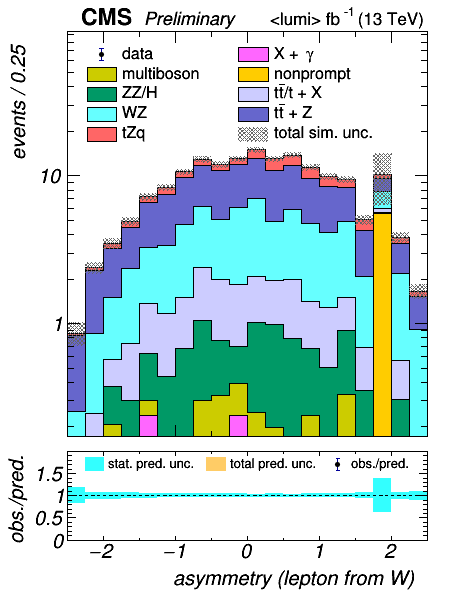 CMS Preliminary <lumi> fb⁻¹ (13 TeV)
events / 0.25
data
multiboson
ZZ/H
WZ
tZq
X + γ
nonprompt
tt̄/t + X
tt̄ + Z
total sim. unc.
10
1
stat. pred. unc. total pred. unc. obs./pred.
obs./pred.
1.5
1
0.5
0
−2 −1 0 1 2
asymmetry (lepton from W)